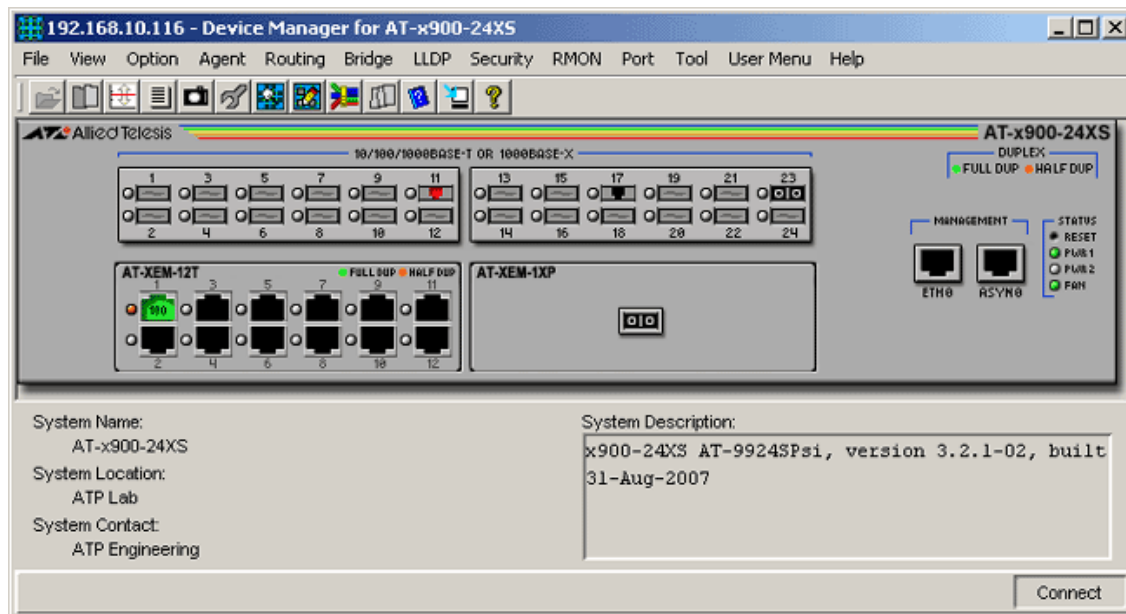 192.168.10.116 - Device Manager for AT-x900-24XS
File View Option Agent Routing Bridge LLDP Security RMON Port Tool User Menu Help
Allied Telesis
AT-x900-24XS
10/100/1000BASE-T OR 1000BASE-X
DUPLEX
FULL DUP HALF DUP
1 3 5 7 9 11 13 15 17 19 21 23
2 4 6 8 10 12 14 16 18 20 22 24
MANAGEMENT
ETH0 ASYN0
STATUS
RESET
PWR1
PWR2
FAN
AT-XEM-12T
FULL DUP HALF DUP
1 3 5 7 9 11
100
2 4 6 8 10 12
AT-XEM-1XP
System Name:
AT-x900-24XS
System Location:
ATP Lab
System Contact:
ATP Engineering
System Description:
x900-24XS AT-9924SPsi, version 3.2.1-02, built
31-Aug-2007
Connect